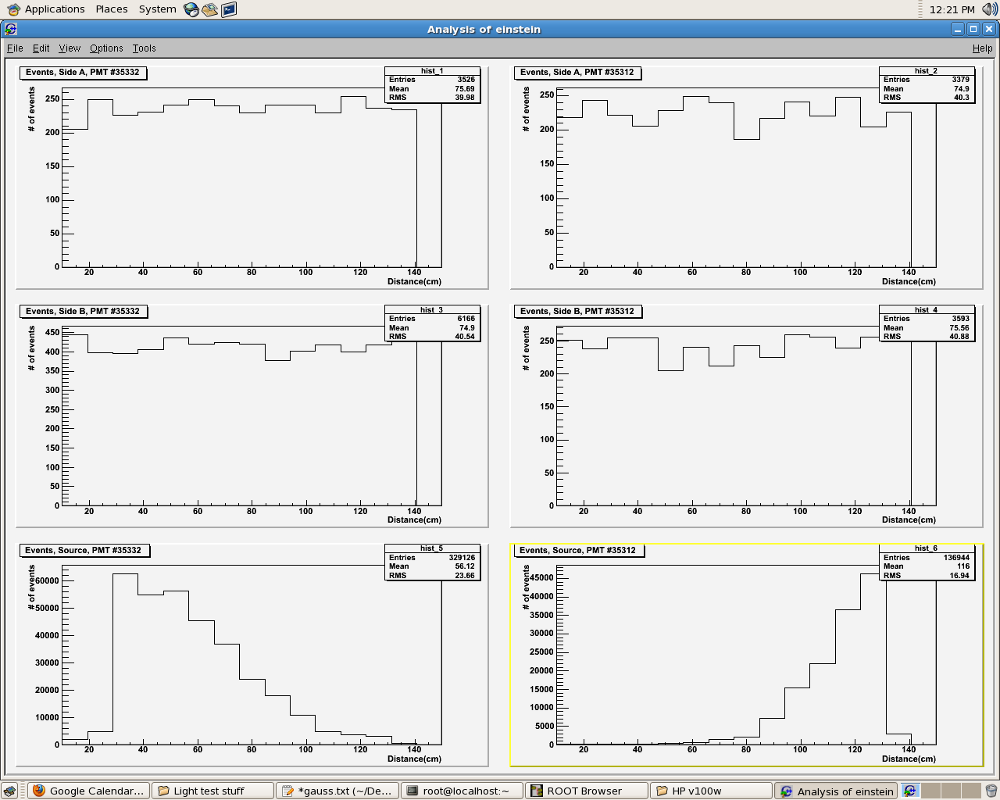 Applications Places System 12:21 PM
Analysis of einstein
File Edit View Options Tools Help
Events, Side A, PMT #35332
hist_1
Entries 3526
Mean 75.69
RMS 39.98
# of events
250
200
150
100
50
0
20 40 60 80 100 120 140
Distance(cm)
Events, Side A, PMT #35312
hist_2
Entries 3379
Mean 74.9
RMS 40.3
# of events
250
200
150
100
50
0
20 40 60 80 100 120 140
Distance(cm)
Events, Side B, PMT #35332
hist_3
Entries 6166
Mean 74.9
RMS 40.54
# of events
450
400
350
300
250
200
150
100
50
0
20 40 60 80 100 120 140
Distance(cm)
Events, Side B, PMT #35312
hist_4
Entries 3593
Mean 75.56
RMS 40.88
# of events
250
200
150
100
50
0
20 40 60 80 100 120 140
Distance(cm)
Events, Source, PMT #35332
hist_5
Entries 329126
Mean 56.12
RMS 23.66
# of events
60000
50000
40000
30000
20000
10000
0
20 40 60 80 100 120 140
Distance(cm)
Events, Source, PMT #35312
hist_6
Entries 136944
Mean 116
RMS 16.94
# of events
45000
40000
35000
30000
25000
20000
15000
10000
5000
0
20 40 60 80 100 120 140
Distance(cm)
Google Calendar... Light test stuff *gauss.txt (~/De... root@localhost:~ ROOT Browser HP v100w Analysis of einstein